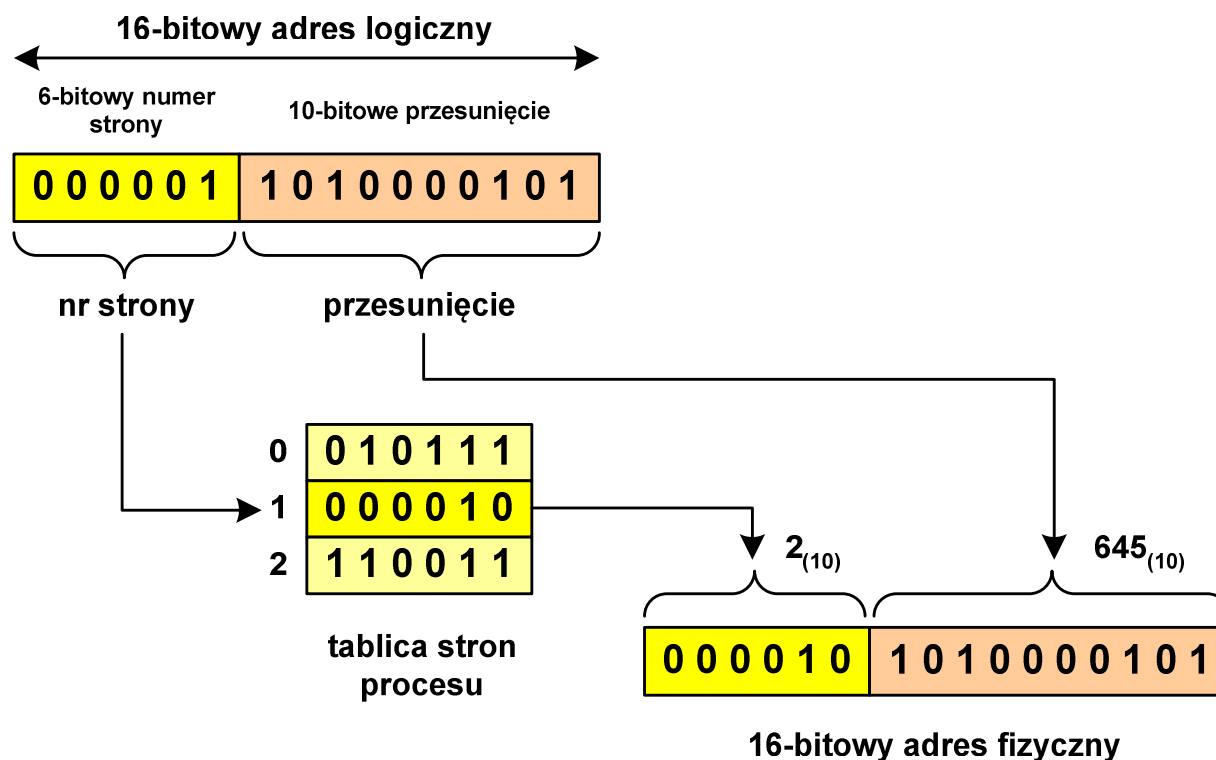 16-bitowy adres logiczny
6-bitowy numer
strony
10-bitowe przesunięcie
0 0 0 0 0 1 1 0 1 0 0 0 0 1 0 1
nr strony przesunięcie
0 0 1 0 1 1 1
1 0 0 0 0 1 0
2 1 1 0 0 1 1
tablica stron
procesu
2(10) 645(10)
0 0 0 0 1 0 1 0 1 0 0 0 0 1 0 1
16-bitowy adres fizyczny